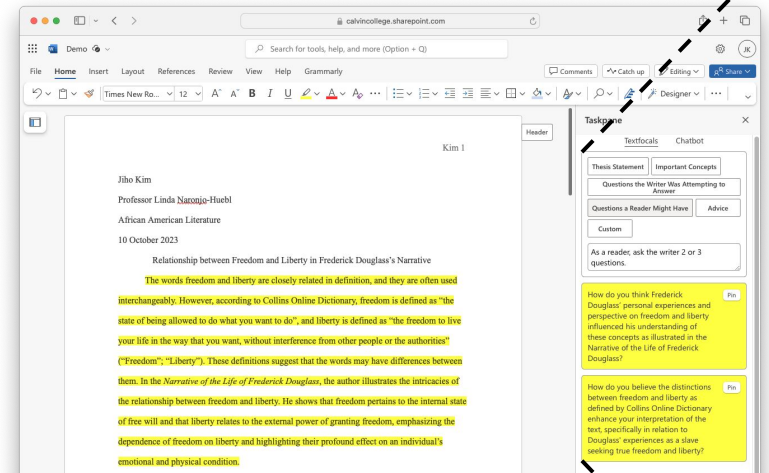 calvincollege.sharepoint.com
Demo
Search for tools, help, and more (Option + Q)
JK
File Home Insert Layout References Review View Help Grammarly
Comments Catch up Editing Share
Times New Ro... 12 A A B I U A A ... Designer ...
Header
Kim 1
Jiho Kim
Professor Linda Naronjo-Huebl
African American Literature
10 October 2023
Relationship between Freedom and Liberty in Frederick Douglass's Narrative
The words freedom and liberty are closely related in definition, and they are often used
interchangeably. However, according to Collins Online Dictionary, freedom is defined as "the
state of being allowed to do what you want to do", and liberty is defined as "the freedom to live
your life in the way that you want, without interference from other people or the authorities"
("Freedom"; "Liberty"). These definitions suggest that the words may have differences between
them. In the Narrative of the Life of Frederick Douglass, the author illustrates the intricacies of
the relationship between freedom and liberty. He shows that freedom pertains to the internal state
of free will and that liberty relates to the external power of granting freedom, emphasizing the
dependence of freedom on liberty and highlighting their profound effect on an individual's
emotional and physical condition.
Taskpane
Textfocals Chatbot
Thesis Statement Important Concepts
Questions the Writer Was Attempting to
Answer
Questions a Reader Might Have Advice
Custom
As a reader, ask the writer 2 or 3
questions.
How do you think Frederick Pin
Douglass' personal experiences and
perspective on freedom and liberty
influenced his understanding of
these concepts as illustrated in the
Narrative of the Life of Frederick
Douglass?
How do you believe the distinctions Pin
between freedom and liberty as
defined by Collins Online Dictionary
enhance your interpretation of the
text, specifically in relation to
Douglass' experiences as a slave
seeking true freedom and liberty?